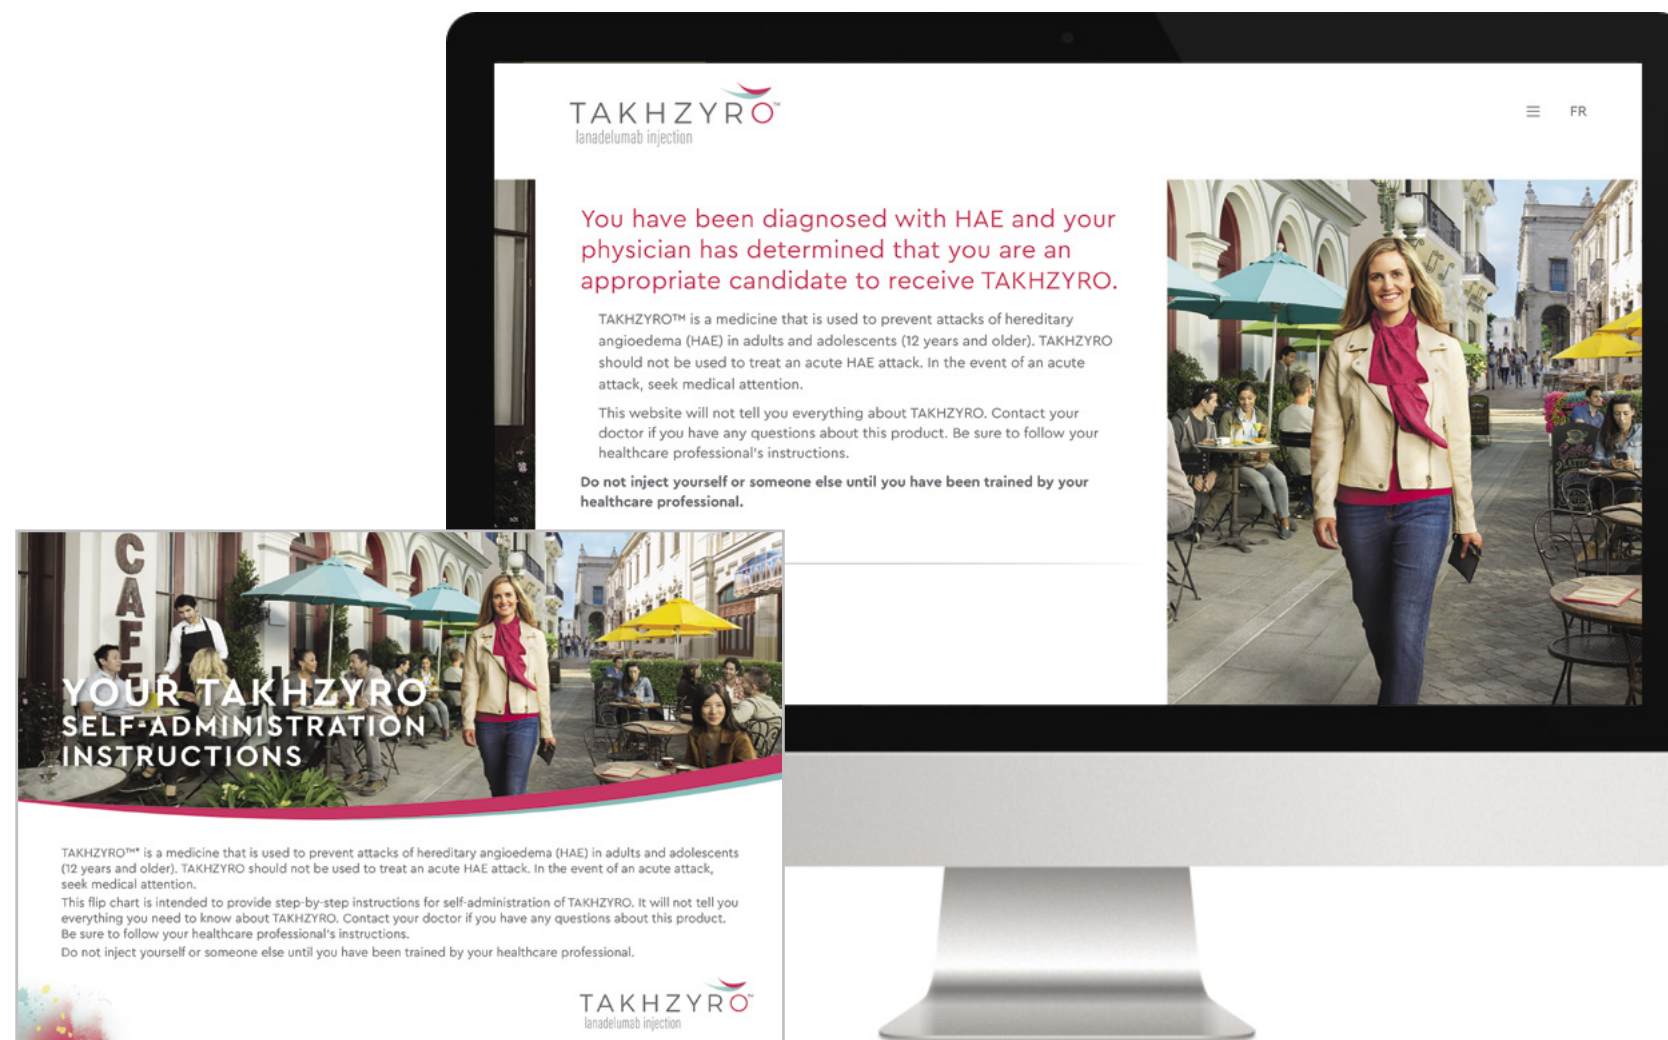 TAKHZYRO™
lanadelumab injection
FR
You have been diagnosed with HAE and your
physician has determined that you are an
appropriate candidate to receive TAKHZYRO.
TAKHZYRO™ is a medicine that is used to prevent attacks of hereditary
angioedema (HAE) in adults and adolescents (12 years and older). TAKHZYRO
should not be used to treat an acute HAE attack. In the event of an acute
attack, seek medical attention.
This website will not tell you everything about TAKHZYRO. Contact your
doctor if you have any questions about this product. Be sure to follow your
healthcare professional's instructions.
Do not inject yourself or someone else until you have been trained by your
healthcare professional.
CAFE
YOUR TAKHZYRO
SELF-ADMINISTRATION
INSTRUCTIONS
TAKHZYRO™* is a medicine that is used to prevent attacks of hereditary angioedema (HAE) in adults and adolescents
(12 years and older). TAKHZYRO should not be used to treat an acute HAE attack. In the event of an acute attack,
seek medical attention.
This flip chart is intended to provide step-by-step instructions for self-administration of TAKHZYRO. It will not tell you
everything you need to know about TAKHZYRO. Contact your doctor if you have any questions about this product.
Be sure to follow your healthcare professional's instructions.
Do not inject yourself or someone else until you have been trained by your healthcare professional.
TAKHZYRO™
lanadelumab injection